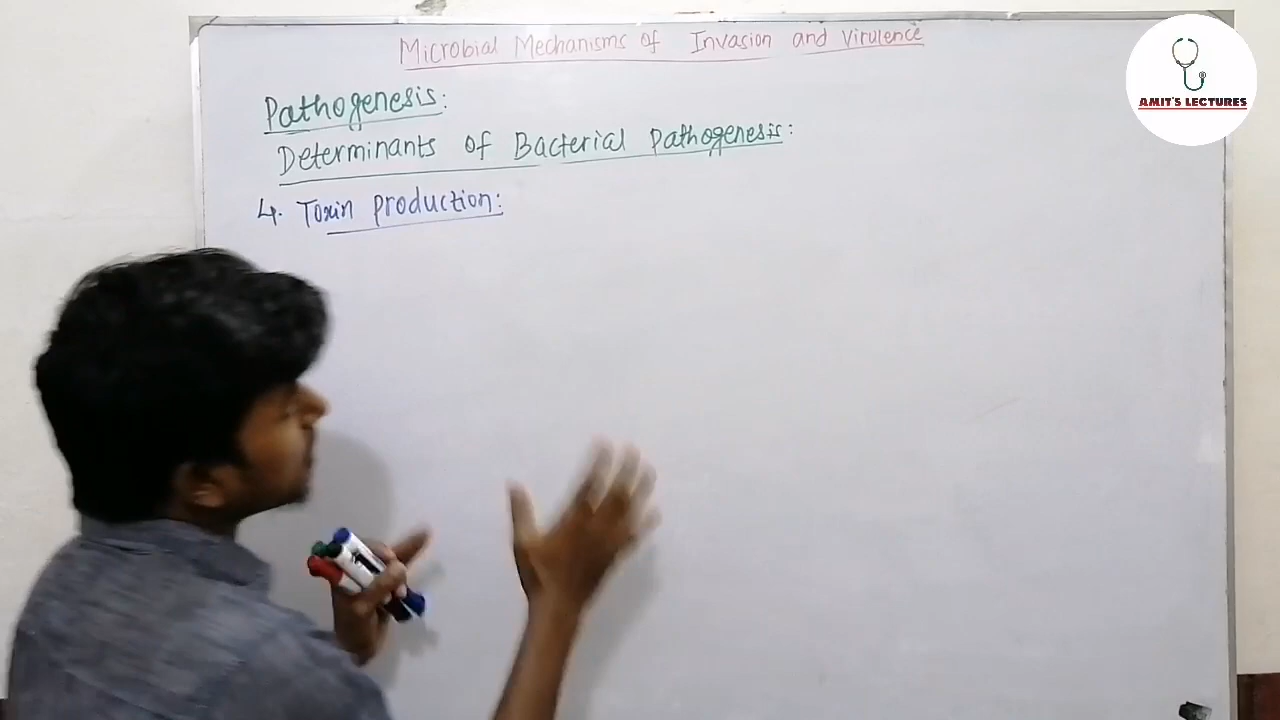 Microbial Mechanisms of Invasion and Virulence
Pathogenesis:
Determinants of Bacterial Pathogenesis:
4. Toxin production:
AMIT'S LECTURES